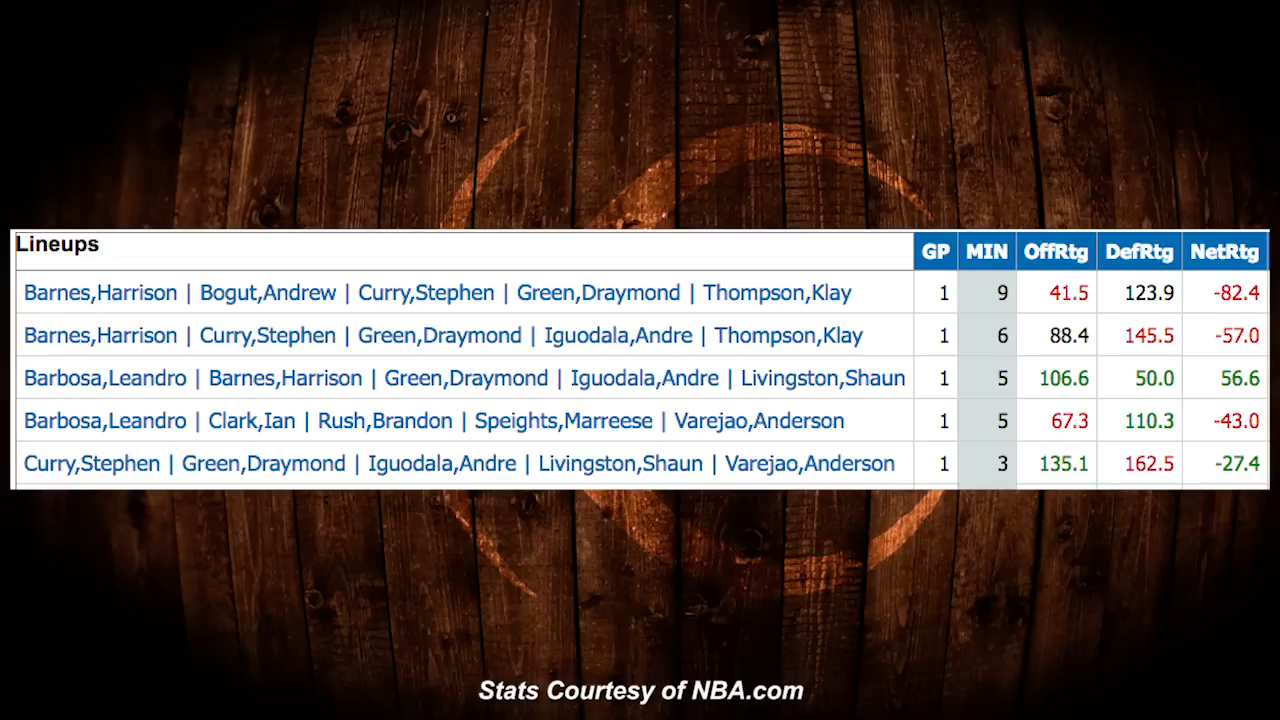 Lineups GP MIN OffRtg DefRtg NetRtg
Barnes,Harrison | Bogut,Andrew | Curry,Stephen | Green,Draymond | Thompson,Klay 1 9 41.5 123.9 -82.4
Barnes,Harrison | Curry,Stephen | Green,Draymond | Iguodala,Andre | Thompson,Klay 1 6 88.4 145.5 -57.0
Barbosa,Leandro | Barnes,Harrison | Green,Draymond | Iguodala,Andre | Livingston,Shaun 1 5 106.6 50.0 56.6
Barbosa,Leandro | Clark,Ian | Rush,Brandon | Speights,Marreese | Varejao,Anderson 1 5 67.3 110.3 -43.0
Curry,Stephen | Green,Draymond | Iguodala,Andre | Livingston,Shaun | Varejao,Anderson 1 3 135.1 162.5 -27.4
Stats Courtesy of NBA.com